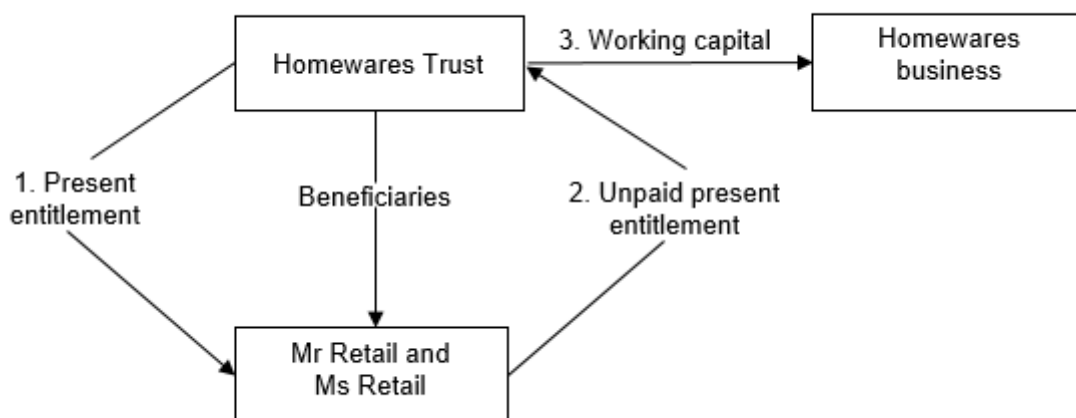 Homewares Trust
3. Working capital
Homewares
business
1. Present
entitlement
Beneficiaries
2. Unpaid present
entitlement
Mr Retail and
Ms Retail